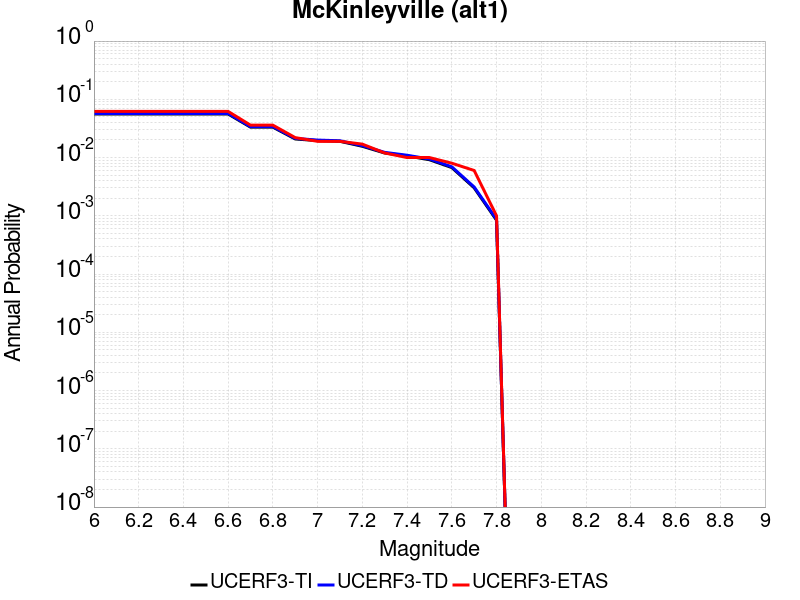 McKinleyville (alt1)
10^0
10^-1
10^-2
10^-3
10^-4
10^-5
10^-6
10^-7
10^-8
Annual Probability
6 6.2 6.4 6.6 6.8 7 7.2 7.4 7.6 7.8 8 8.2 8.4 8.6 8.8 9
Magnitude
UCERF3-TI UCERF3-TD UCERF3-ETAS